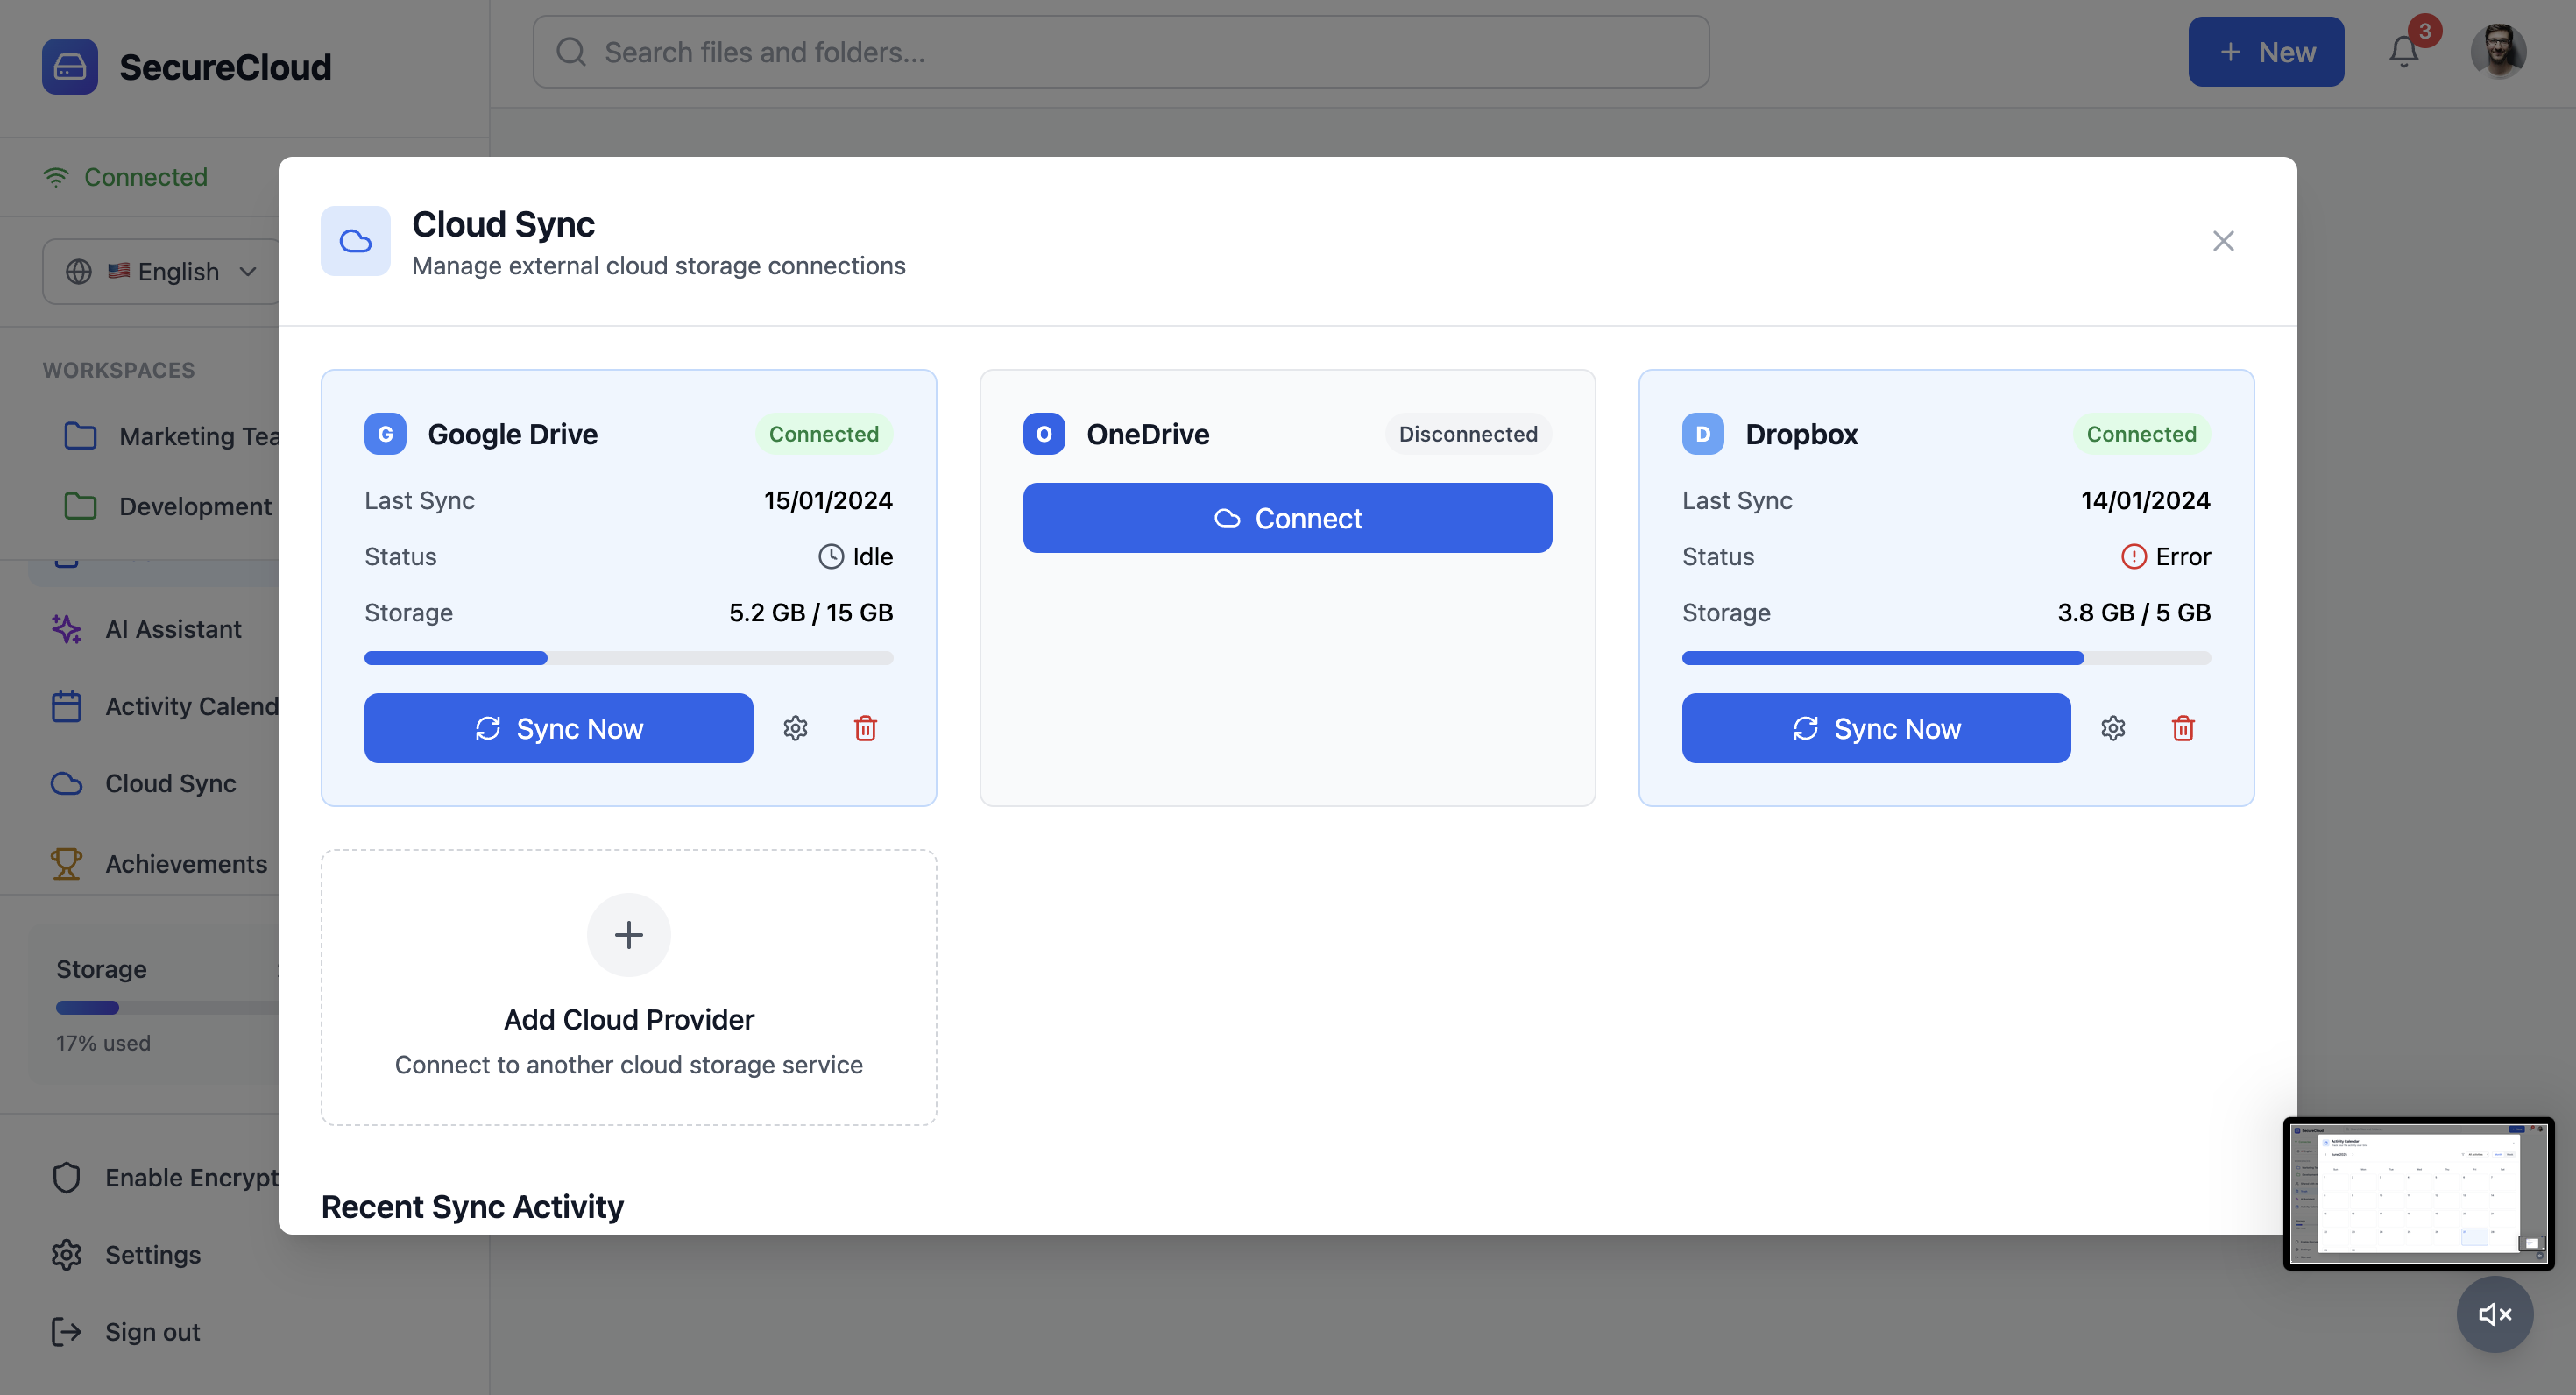 SecureCloud
Search files and folders...
+ New
3
Connected
English
WORKSPACES
Marketing Tea
Development
AI Assistant
Activity Calend
Cloud Sync
Achievements
Storage
17% used
Enable Encrypt
Settings
Sign out
Cloud Sync
Manage external cloud storage connections
G Google Drive Connected
Last Sync 15/01/2024
Status Idle
Storage 5.2 GB / 15 GB
Sync Now
O OneDrive Disconnected
Connect
D Dropbox Connected
Last Sync 14/01/2024
Status Error
Storage 3.8 GB / 5 GB
Sync Now
Add Cloud Provider
Connect to another cloud storage service
Recent Sync Activity